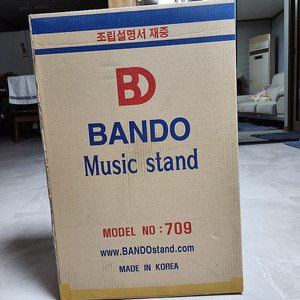 조립설명서 재중
BD
BANDO
Music stand
MODEL NO: 709
www.BANDOstand.com
MADE IN KOREA